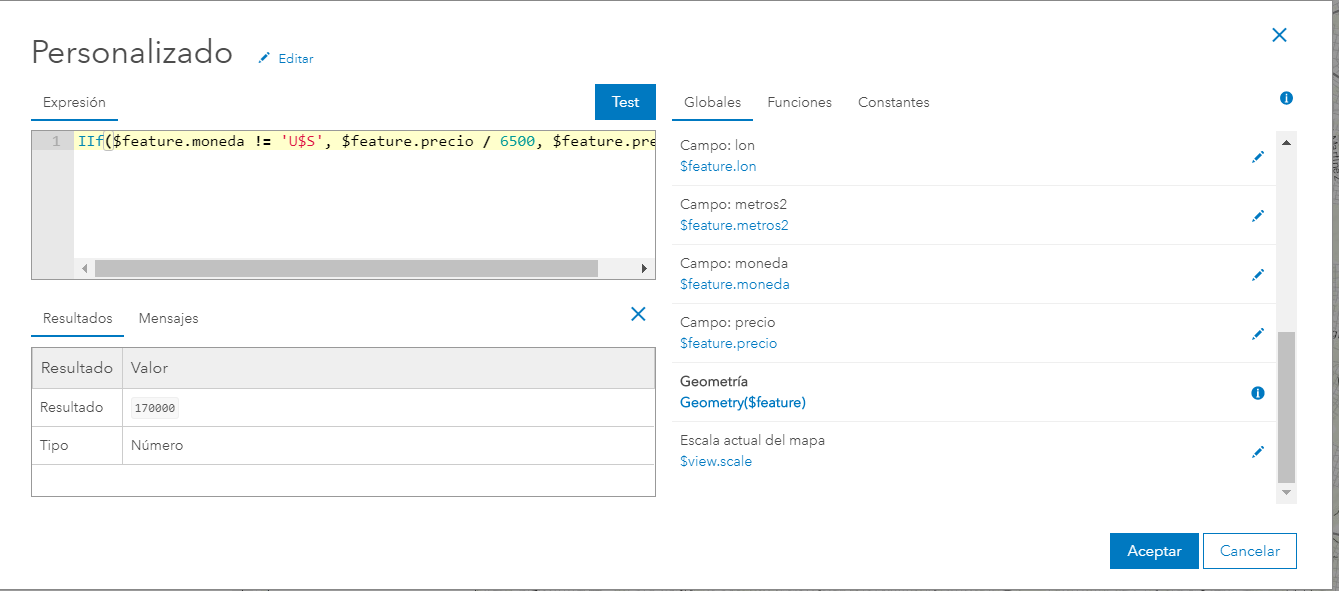 Personalizado
Editar
Expresión
Test
1 IIf($feature.moneda != 'U$S', $feature.precio / 6500, $feature.pre
Resultados Mensajes
Resultado Valor
Resultado 170000
Tipo Número
Globales Funciones Constantes
Campo: lon
$feature.lon
Campo: metros2
$feature.metros2
Campo: moneda
$feature.moneda
Campo: precio
$feature.precio
Geometría
Geometry($feature)
Escala actual del mapa
$view.scale
Aceptar Cancelar